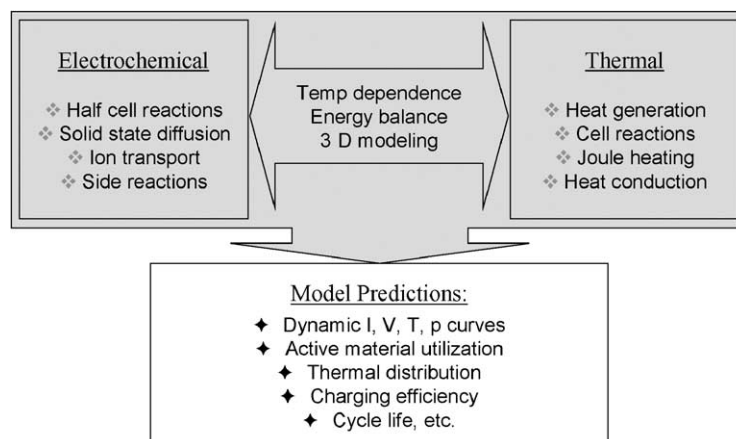 Electrochemical
❖ Half cell reactions
❖ Solid state diffusion
❖ Ion transport
❖ Side reactions
Temp dependence
Energy balance
3 D modeling
Thermal
❖ Heat generation
❖ Cell reactions
❖ Joule heating
❖ Heat conduction
Model Predictions:
✦ Dynamic I, V, T, p curves
✦ Active material utilization
✦ Thermal distribution
✦ Charging efficiency
✦ Cycle life, etc.